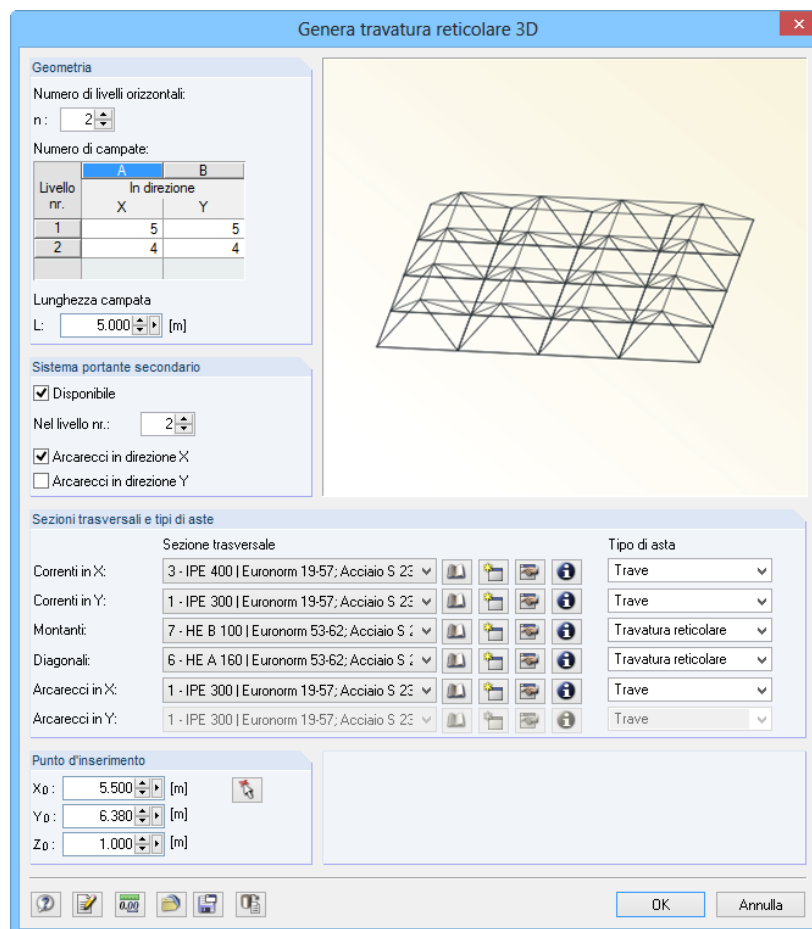 Genera travatura reticolare 3D
Geometria
Numero di livelli orizzontali:
n : 2
Numero di campate:
A B
Livello nr. In direzione
X Y
1 5 5
2 4 4
Lunghezza campata
L: 5.000 [m]
Sistema portante secondario
Disponibile
Nel livello nr.: 2
Arcarecci in direzione X
Arcarecci in direzione Y
Sezioni trasversali e tipi di aste
Sezione trasversale Tipo di asta
Correnti in X: 3 - IPE 400 | Euronorm 19-57; Acciaio S 23 Trave
Correnti in Y: 1 - IPE 300 | Euronorm 19-57; Acciaio S 23 Trave
Montanti: 7 - HE B 100 | Euronorm 53-62; Acciaio S 2 Travatura reticolare
Diagonali: 6 - HE A 160 | Euronorm 53-62; Acciaio S 2 Travatura reticolare
Arcarecci in X: 1 - IPE 300 | Euronorm 19-57; Acciaio S 23 Trave
Arcarecci in Y: 1 - IPE 300 | Euronorm 19-57; Acciaio S 23 Trave
Punto d'inserimento
X0 : 5.500 [m]
Y0 : 6.380 [m]
Z0 : 1.000 [m]
0.00
OK Annulla